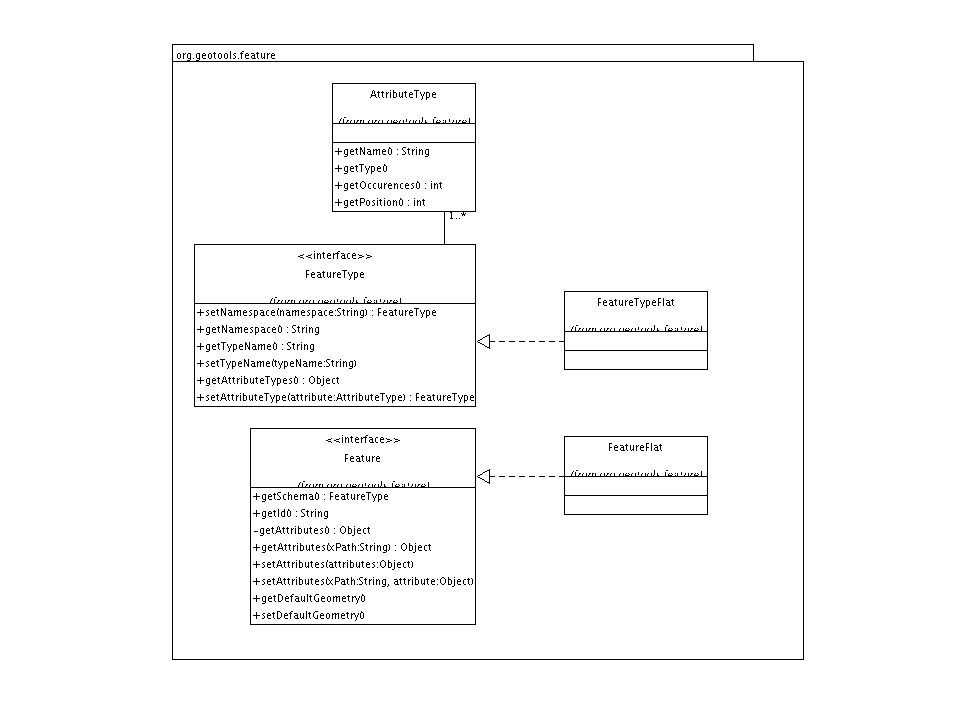 org.geotools.feature
AttributeType
(from org.geotools.feature)
+getName() : String
+getType()
+getOccurences() : int
+getPosition() : int
1..*
<<interface>>
FeatureType
(from org.geotools.feature)
+setNamespace(namespace:String) : FeatureType
+getNamespace() : String
+getTypeName() : String
+setTypeName(typeName:String)
+getAttributeTypes() : Object
+setAttributeType(attribute:AttributeType) : FeatureType
FeatureTypeFlat
(from org.geotools.feature)
<<interface>>
Feature
(from org.geotools.feature)
+getSchema() : FeatureType
+getId() : String
-getAttributes() : Object
+getAttributes(xPath:String) : Object
+setAttributes(attributes:Object)
+setAttributes(xPath:String, attribute:Object)
+getDefaultGeometry()
+setDefaultGeometry()
FeatureFlat
(from org.geotools.feature)